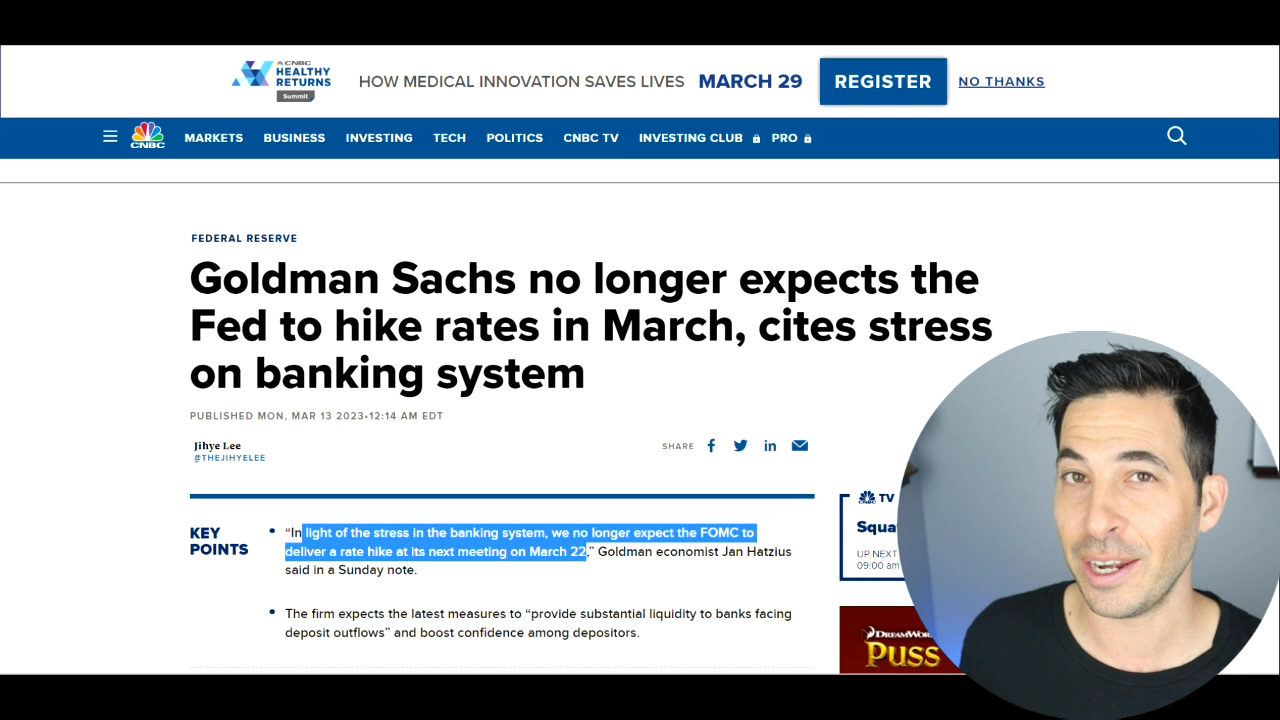 &CNBC
HEALTHY
RETURNS
Summit
HOW MEDICAL INNOVATION SAVES LIVES MARCH 29 REGISTER NO THANKS
CNBC MARKETS BUSINESS INVESTING TECH POLITICS CNBC TV INVESTING CLUB PRO
FEDERAL RESERVE
Goldman Sachs no longer expects the
Fed to hike rates in March, cites stress
on banking system
PUBLISHED MON, MAR 13 2023•12:14 AM EDT
Jihye Lee
@THEJIHYELEE
SHARE
KEY
POINTS
• “In light of the stress in the banking system, we no longer expect the FOMC to
deliver a rate hike at its next meeting on March 22,” Goldman economist Jan Hatzius
said in a Sunday note.
• The firm expects the latest measures to “provide substantial liquidity to banks facing
deposit outflows” and boost confidence among depositors.
TV
Squa
UP NEXT
09:00 am
DREAMWOR
PUSS